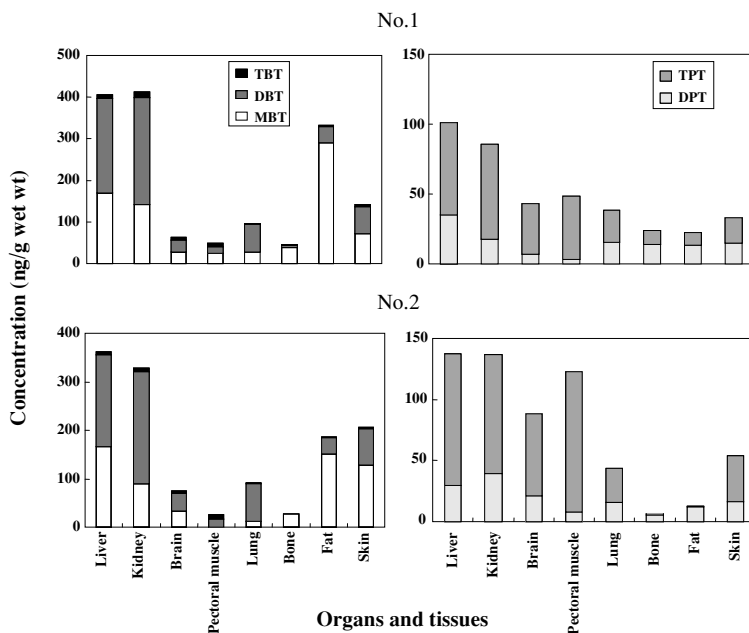 No.1
Concentration (ng/g wet wt)
500
400
300
200
100
0
TBT
DBT
MBT
150
100
50
0
TPT
DPT
No.2
400
300
200
100
0
Liver
Kidney
Brain
Pectoral muscle
Lung
Bone
Fat
Skin
150
100
50
0
Liver
Kidney
Brain
Pectoral muscle
Lung
Bone
Fat
Skin
Organs and tissues